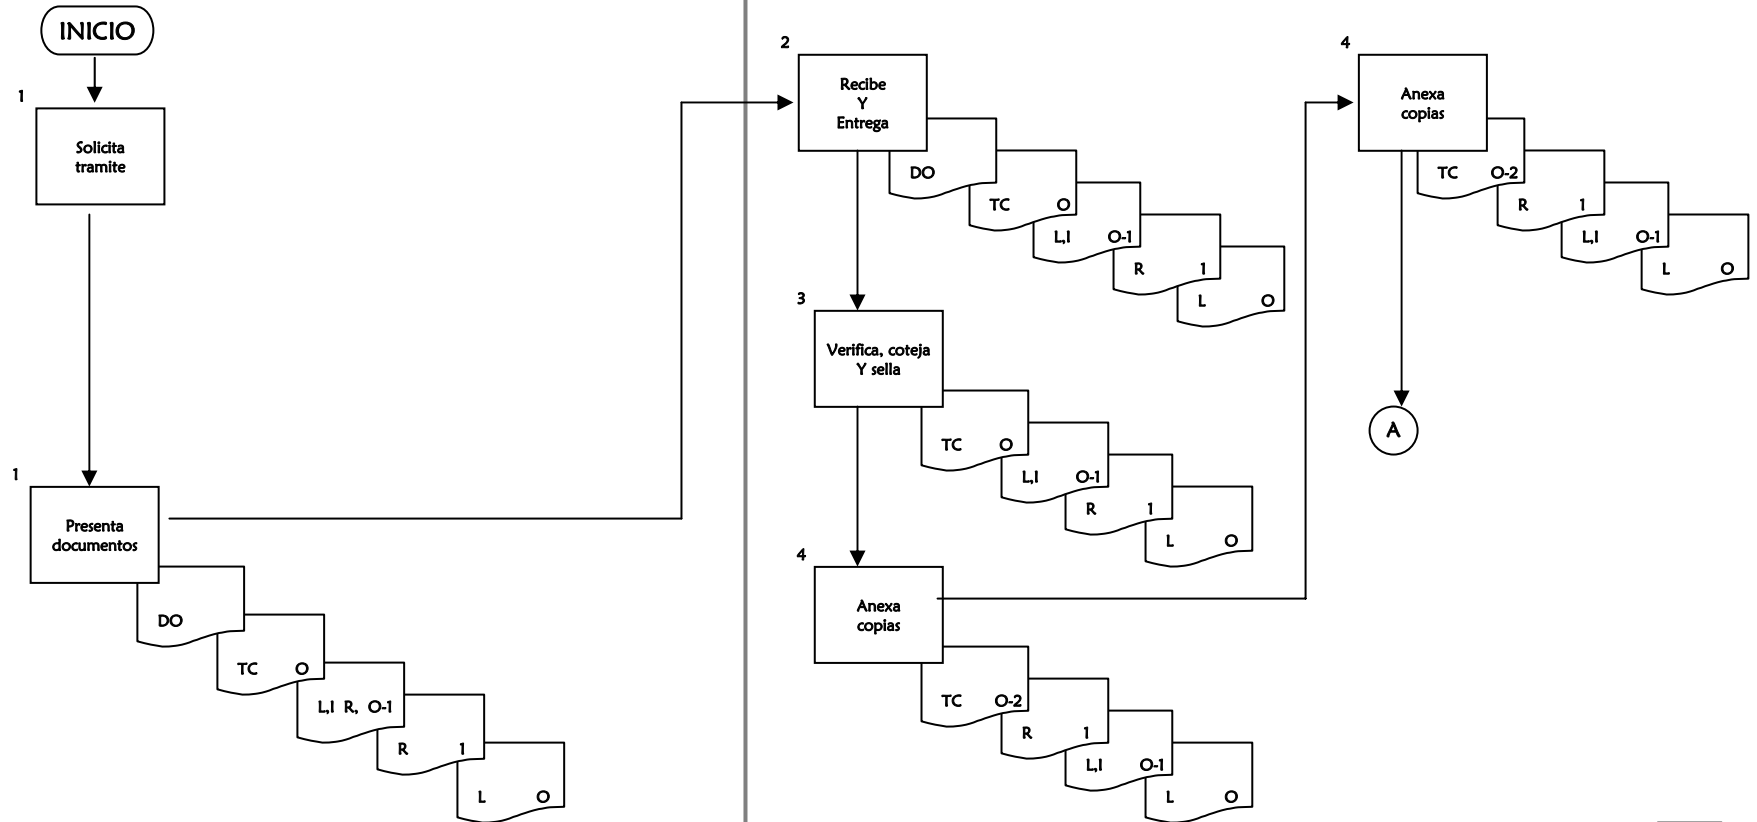 INICIO
1
Solicita
tramite
1
Presenta
documentos
DO
TC O
L,I R, O-1
R 1
L O
2
Recibe
Y
Entrega
DO
TC O
L,I O-1
R 1
L O
3
Verifica, coteja
Y sella
TC O
L,I O-1
R 1
L O
4
Anexa
copias
TC O-2
R 1
L,I O-1
L O
4
Anexa
copias
TC O-2
R 1
L,I O-1
L O
A